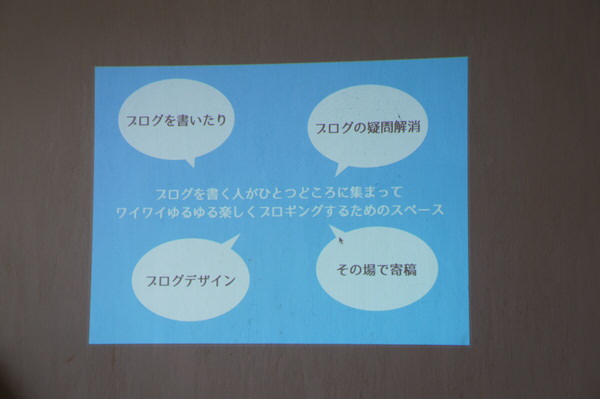 ブログを書いたり
ブログの疑問解消
ブログを書く人がひとつどころに集まって
ワイワイゆるゆる楽しくブロギングするためのスペース
ブログデザイン
その場で寄稿